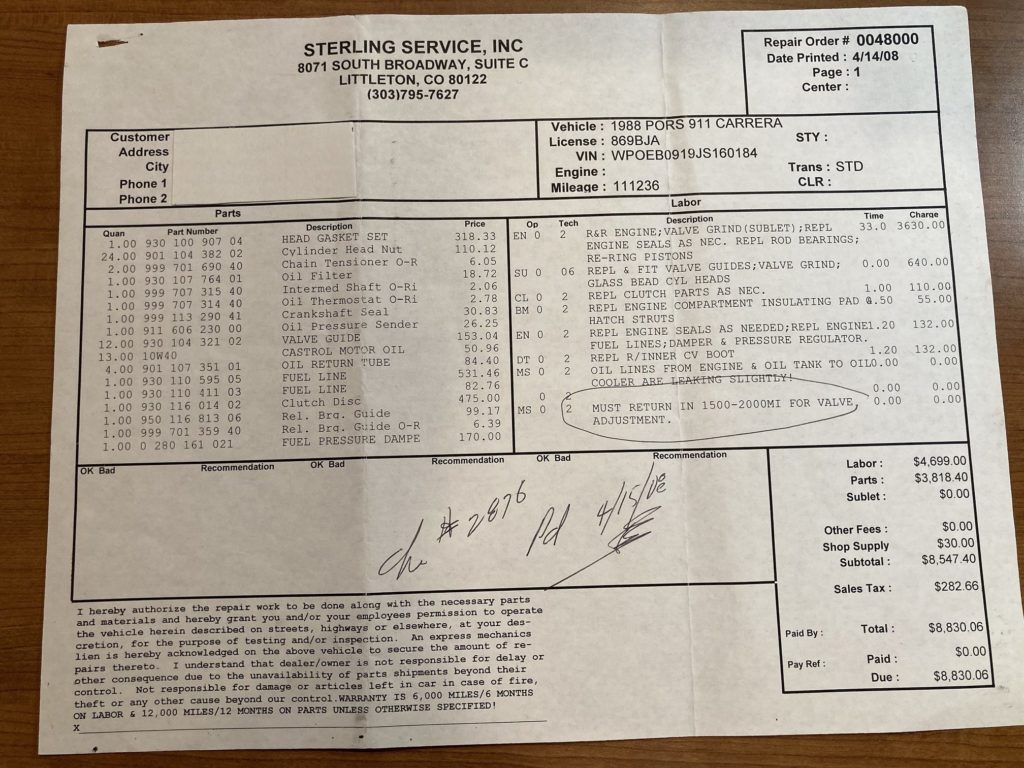 STERLING SERVICE, INC
8071 SOUTH BROADWAY, SUITE C
LITTLETON, CO 80122
(303)795-7627
Repair Order # 0048000
Date Printed : 4/14/08
Page : 1
Center :
Customer
Address
City
Phone 1
Phone 2
Vehicle : 1988 PORS 911 CARRERA
License : 869BJA STY :
VIN : WPOEB0919JS160184
Engine : Trans : STD
Mileage : 111236 CLR :
Parts
Quan Part Number Description Price
1.00 930 100 907 04 HEAD GASKET SET 318.33
24.00 901 104 382 02 Cylinder Head Nut 110.12
2.00 999 701 690 40 Chain Tensioner O-R 6.05
1.00 930 107 764 01 Oil Filter 18.72
1.00 999 707 315 40 Intermed Shaft O-Ri 2.06
1.00 999 707 314 40 Oil Thermostat O-Ri 2.78
1.00 999 113 290 41 Crankshaft Seal 30.83
1.00 911 606 230 00 Oil Pressure Sender 26.25
12.00 930 104 321 02 VALVE GUIDE 153.04
13.00 10W40 CASTROL MOTOR OIL 50.96
4.00 901 107 351 01 OIL RETURN TUBE 84.40
1.00 930 110 595 05 FUEL LINE 531.46
1.00 930 110 411 03 FUEL LINE 82.76
1.00 930 116 014 02 Clutch Disc 475.00
1.00 950 116 813 06 Rel. Brg. Guide 99.17
1.00 999 701 359 40 Rel. Brg. Guide O-R 6.39
1.00 0 280 161 021 FUEL PRESSURE DAMPE 170.00
Labor
Op Tech Description Time Charge
EN 0 2 R&R ENGINE;VALVE GRIND(SUBLET);REPL 33.0 3630.00
ENGINE SEALS AS NEC. REPL ROD BEARINGS;
RE-RING PISTONS
SU 0 06 REPL & FIT VALVE GUIDES;VALVE GRIND; 0.00 640.00
GLASS BEAD CYL HEADS
CL 0 2 REPL CLUTCH PARTS AS NEC. 1.00 110.00
BM 0 2 REPL ENGINE COMPARTMENT INSULATING PAD &.50 55.00
HATCH STRUTS
EN 0 2 REPL ENGINE SEALS AS NEEDED;REPL ENGINE1.20 132.00
FUEL LINES;DAMPER & PRESSURE REGULATOR.
DT 0 2 REPL R/INNER CV BOOT 1.20 132.00
MS 0 2 OIL LINES FROM ENGINE & OIL TANK TO OIL0.00 0.00
COOLER ARE LEAKING SLIGHTLY!
0 2 0.00 0.00
MS 0 2 MUST RETURN IN 1500-2000MI FOR VALVE 0.00 0.00
ADJUSTMENT.
OK Bad Recommendation OK Bad Recommendation OK Bad Recommendation
# 2876 Pd
Labor : $4,699.00
Parts : $3,818.40
Sublet : $0.00
Other Fees : $0.00
Shop Supply $30.00
Subtotal : $8,547.40
Sales Tax : $282.66
Paid By : Total : $8,830.06
Pay Ref : Paid : $0.00
Due : $8,830.06
I hereby authorize the repair work to be done along with the necessary parts
and materials and hereby grant you and/or your employees permission to operate
the vehicle herein described on streets, highways or elsewhere, at your des-
cretion, for the purpose of testing and/or inspection. An express mechanics
lien is hereby acknowledged on the above vehicle to secure the amount of re-
pairs thereto. I understand that dealer/owner is not responsible for delay or
other consequence due to the unavailability of parts shipments beyond their
control. Not responsible for damage or articles left in car in case of fire,
theft or any other cause beyond our control.WARRANTY IS 6,000 MILES/6 MONTHS
ON LABOR & 12,000 MILES/12 MONTHS ON PARTS UNLESS OTHERWISE SPECIFIED!
X